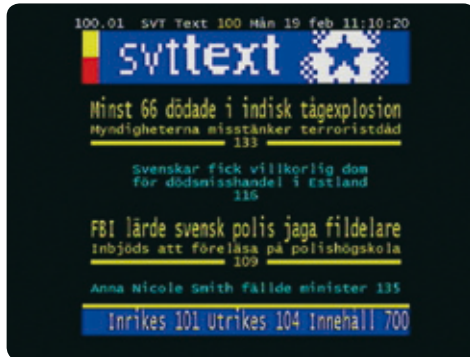 100.01 SVT Text 100 Mån 19 feb 11:10:20
svttext
Minst 66 dödade i indisk tågexplosion
Myndigheterna misstänker terroristdåd
133
Svenskar fick villkorlig dom
för dödsmisshandel i Estland
116
FBI lärde svensk polis jaga fildelare
Inbjöds att föreläsa på polishögskola
109
Anna Nicole Smith fällde minister 135
Inrikes 101 Utrikes 104 Innehåll 700